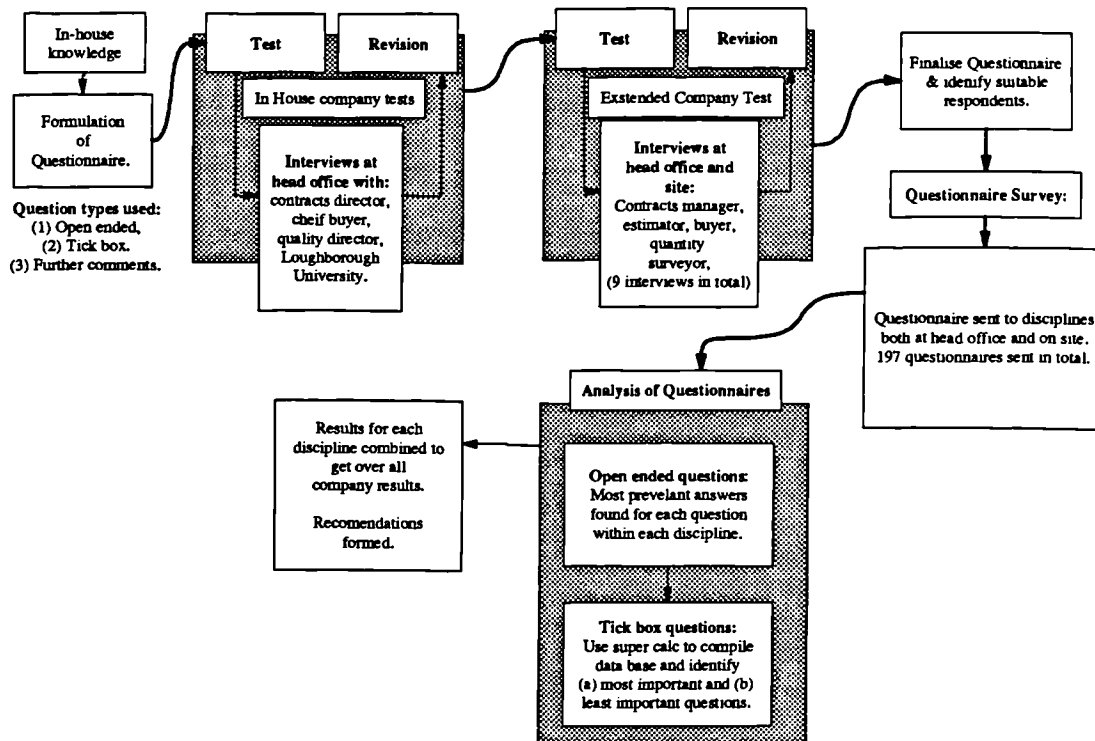 In-house
knowledge
Formulation
of
Questionnaire.
Question types used:
(1) Open ended,
(2) Tick box.
(3) Further comments.
Test
Revision
In House company tests
Interviews at
head office with:
contracts director,
cheif buyer,
quality director,
Loughborough
University.
Test
Revision
Exstended Company Test
Interviews at
head office and
site:
Contracts manager,
estimator, buyer,
quantity
surveyor,
(9 interviews in total)
Finalise Questionnaire
& identify suitable
respondents.
Questionnaire Survey:
Questionnaire sent to disciplines
both at head office and on site.
197 questionnaires sent in total.
Analysis of Questionnaires
Open ended questions:
Most prevelant answers
found for each question
within each discipline.
Tick box questions:
Use super calc to compile
data base and identify
(a) most important and (b)
least important questions.
Results for each
discipline combined to
get over all
company results.
Recomendations
formed.